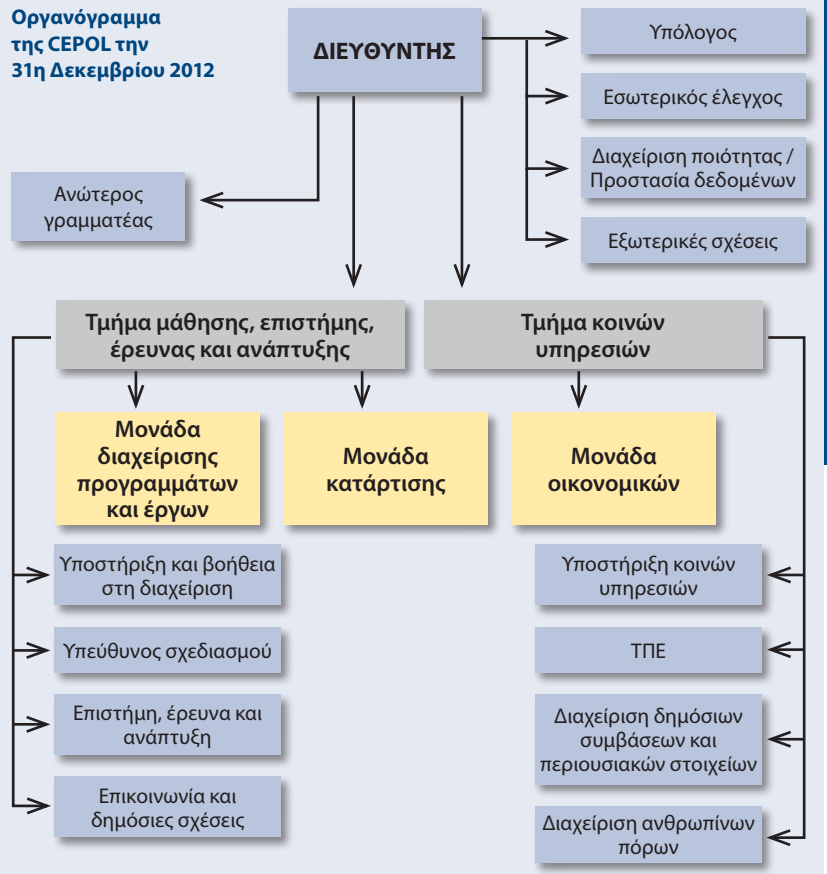 Οργανόγραμμα
της CEPOL την
31η Δεκεμβρίου 2012
ΔΙΕΥΘΥΝΤΗΣ
Υπόλογος
Εσωτερικός έλεγχος
Διαχείριση ποιότητας /
Προστασία δεδομένων
Εξωτερικές σχέσεις
Ανώτερος
γραμματέας
Τμήμα μάθησης, επιστήμης,
έρευνας και ανάπτυξης
Τμήμα κοινών
υπηρεσιών
Μονάδα
διαχείρισης
προγραμμάτων
και έργων
Μονάδα
κατάρτισης
Μονάδα
οικονομικών
Υποστήριξη και βοήθεια
στη διαχείριση
Υπεύθυνος σχεδιασμού
Επιστήμη, έρευνα και
ανάπτυξη
Επικοινωνία και
δημόσιες σχέσεις
Υποστήριξη κοινών
υπηρεσιών
ΤΠΕ
Διαχείριση δημόσιων
συμβάσεων και
περιουσιακών στοιχείων
Διαχείριση ανθρωπίνων
πόρων